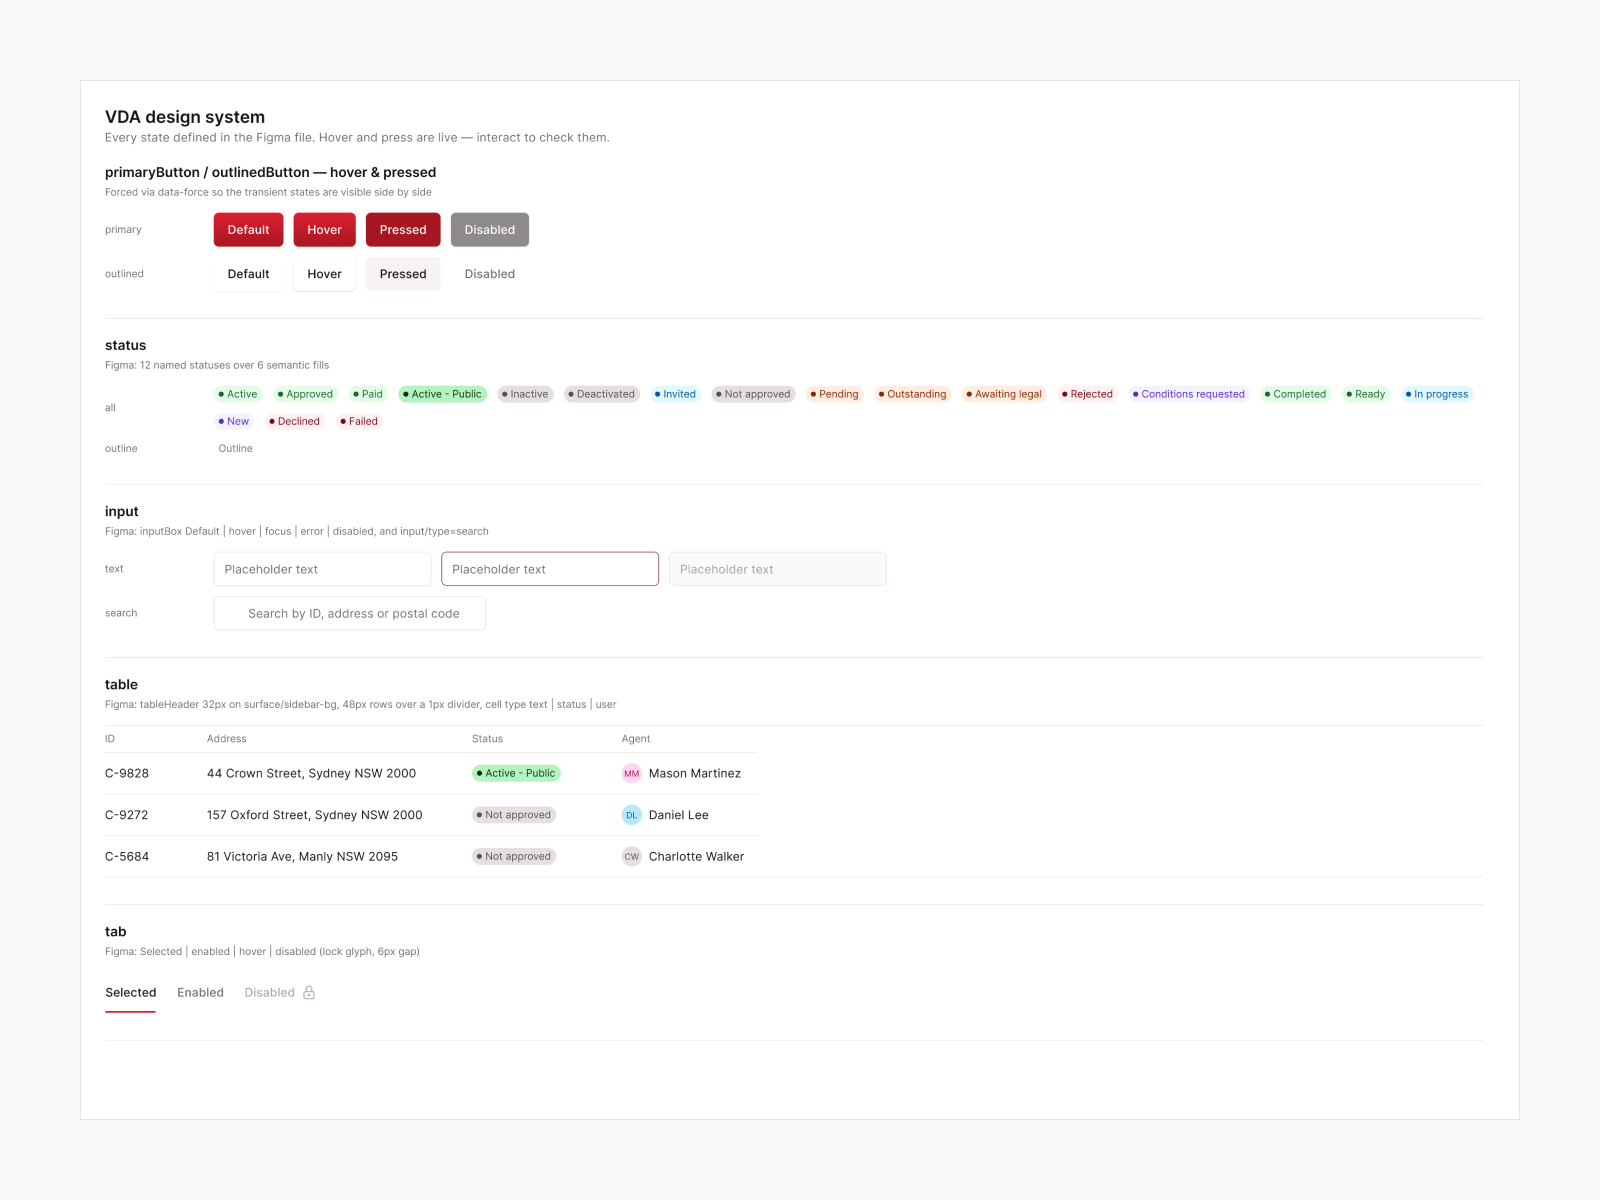 VDA design system
Every state defined in the Figma file. Hover and press are live — interact to check them.
primaryButton / outlinedButton — hover & pressed
Forced via data-force so the transient states are visible side by side
primary Default Hover Pressed Disabled
outlined Default Hover Pressed Disabled
status
Figma: 12 named statuses over 6 semantic fills
all Active Approved Paid Active - Public Inactive Deactivated Invited Not approved Pending Outstanding Awaiting legal Rejected Conditions requested Completed Ready In progress
New Declined Failed
outline Outline
input
Figma: inputBox Default | hover | focus | error | disabled, and input/type=search
text Placeholder text Placeholder text Placeholder text
search Search by ID, address or postal code
table
Figma: tableHeader 32px on surface/sidebar-bg, 48px rows over a 1px divider, cell type text | status | user
ID Address Status Agent
C-9828 44 Crown Street, Sydney NSW 2000 Active - Public MM Mason Martinez
C-9272 157 Oxford Street, Sydney NSW 2000 Not approved DL Daniel Lee
C-5684 81 Victoria Ave, Manly NSW 2095 Not approved CW Charlotte Walker
tab
Figma: Selected | enabled | hover | disabled (lock glyph, 6px gap)
Selected Enabled Disabled